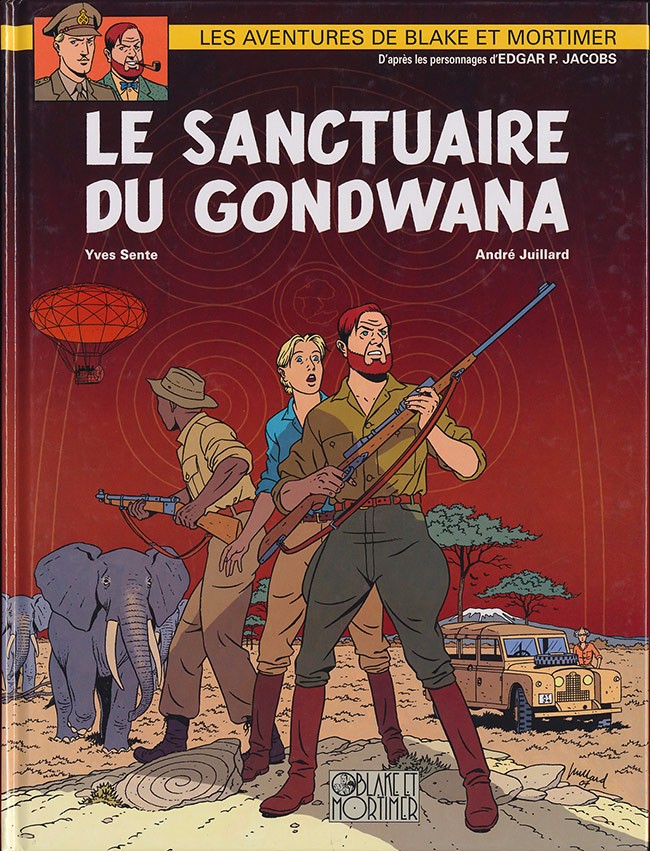 LES AVENTURES DE BLAKE ET MORTIMER
D'après les personnages d'EDGAR P. JACOBS
LE SANCTUAIRE
DU GONDWANA
Yves Sente
André Juillard
BLAKE ET
MORTIMER
Juillard